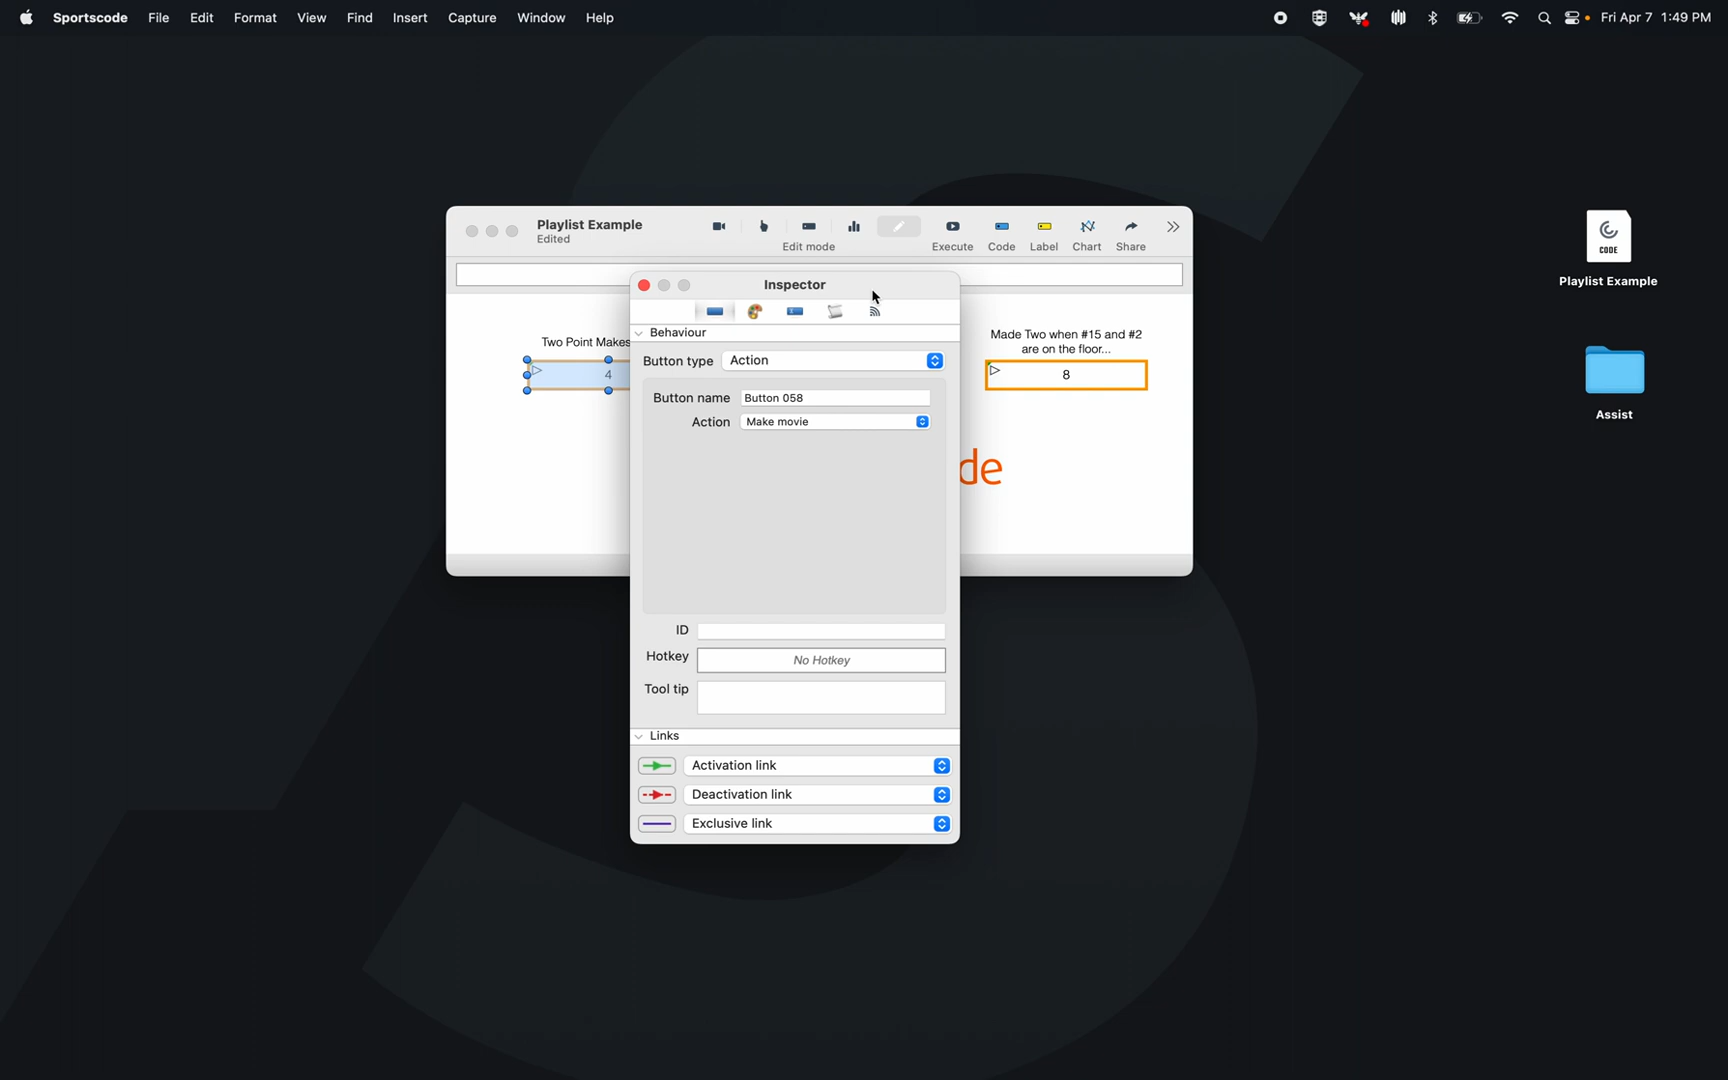 Sportscode File Edit Format View Find Insert Capture Window Help Fri Apr 7 1:49 PM
Playlist Example
Edited
Edit mode Execute Code Label Chart Share
Inspector
CODE
Playlist Example
Behaviour
Two Point Makes
Made Two when #15 and #2
are on the floor...
Button type Action
4
8
Button name Button 058
Action Make movie
Assist
de
ID
Hotkey No Hotkey
Tool tip
Links
Activation link
Deactivation link
Exclusive link